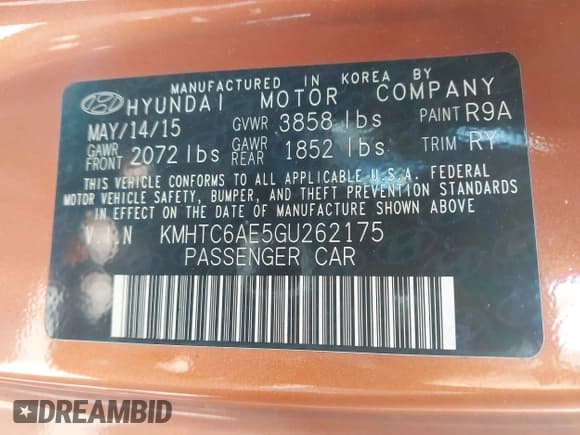 MANUFACTURED IN KOREA BY
HYUNDAI MOTOR COMPANY
MAY/14/15 GVWR 3858 lbs PAINT R9A
GAWR FRONT 2072 lbs GAWR REAR 1852 lbs TRIM RY
THIS VEHICLE CONFORMS TO ALL APPLICABLE U.S.A. FEDERAL
MOTOR VEHICLE SAFETY, BUMPER, AND THEFT PREVENTION STANDARDS
IN EFFECT ON THE DATE OF MANUFACTURE SHOWN ABOVE.
V.I.N KMHTC6AE5GU262175
PASSENGER CAR
DREAMBID